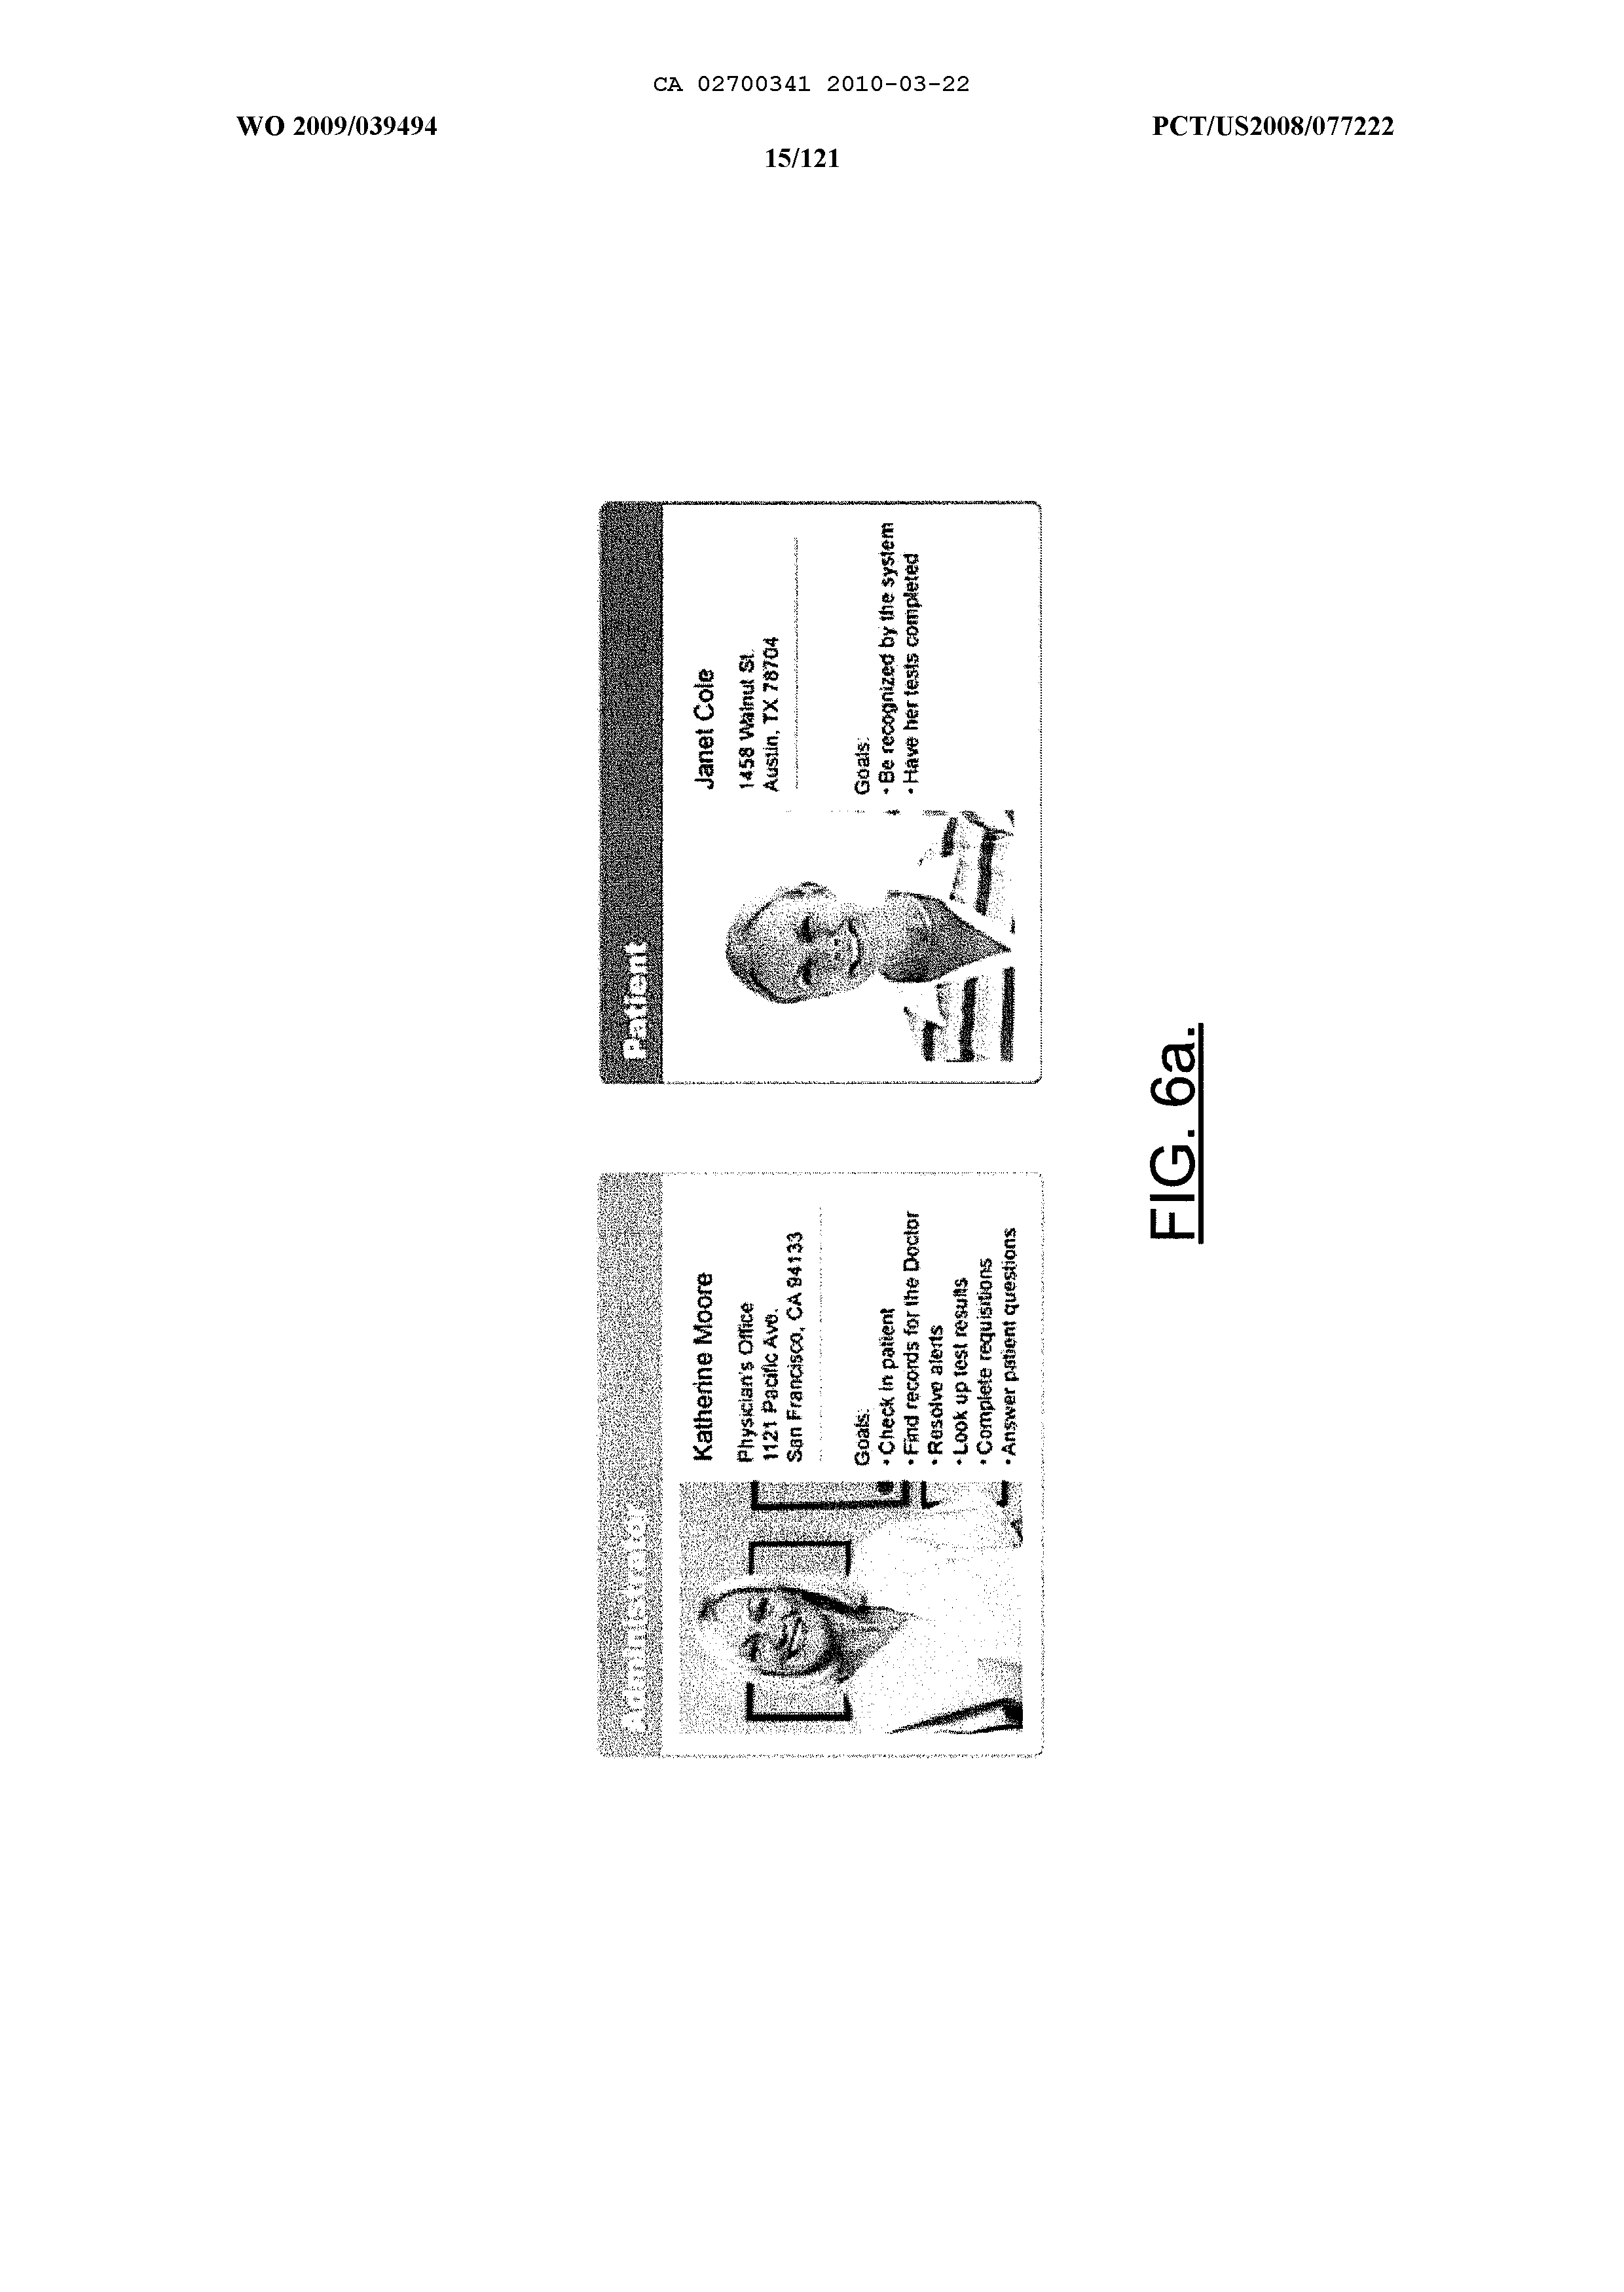 CA 02700341 2010-03-22
WO 2009/039494
PCT/US2008/077222
15/121
Administrator
Katherine Moore
Physician's Office
1121 Pacific Ave.
San Francisco, CA 94133
Goals:
• Check in patient
• Find records for the Doctor
• Resolve alerts
• Look up test results
• Complete requisitions
• Answer patient questions
Patient
Janet Cole
1458 Walnut St.
Austin, TX 78704
Goals:
• Be recognized by the system
• Have her tests completed
FIG. 6a.